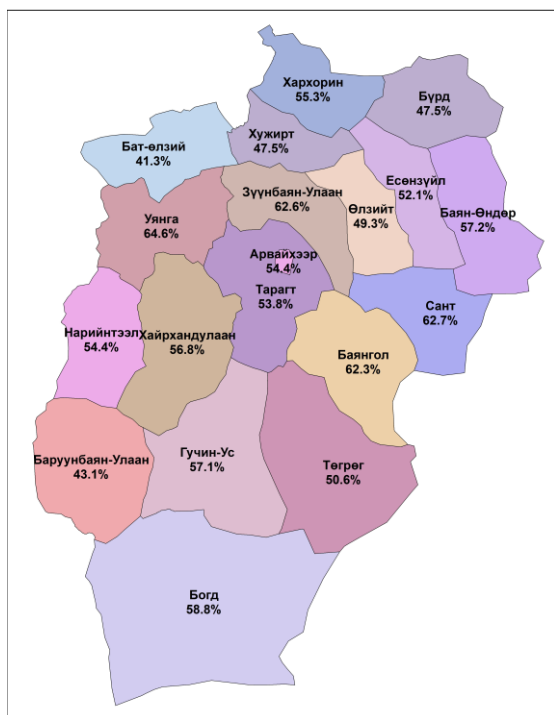 Хархорин
55.3%
Бүрд
47.5%
Хужирт
47.5%
Бат-өлзий
41.3%
Зүүнбаян-Улаан
62.6%
Есөнзүйл
52.1%
Өлзийт
49.3%
Баян-Өндөр
57.2%
Уянга
64.6%
Арвайхээр
54.4%
Тарагт
53.8%
Сант
62.7%
Нарийнтээл
54.4%
Хайрхандулаан
56.8%
Баянгол
62.3%
Баруунбаян-Улаан
43.1%
Гучин-Ус
57.1%
Төгрөг
50.6%
Богд
58.8%